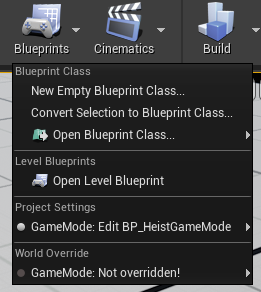 Blueprints
Cinematics
Build
Blueprint Class
New Empty Blueprint Class...
Convert Selection to Blueprint Class...
Open Blueprint Class...
Level Blueprints
Open Level Blueprint
Project Settings
GameMode: Edit BP_HeistGameMode
World Override
GameMode: Not overridden!